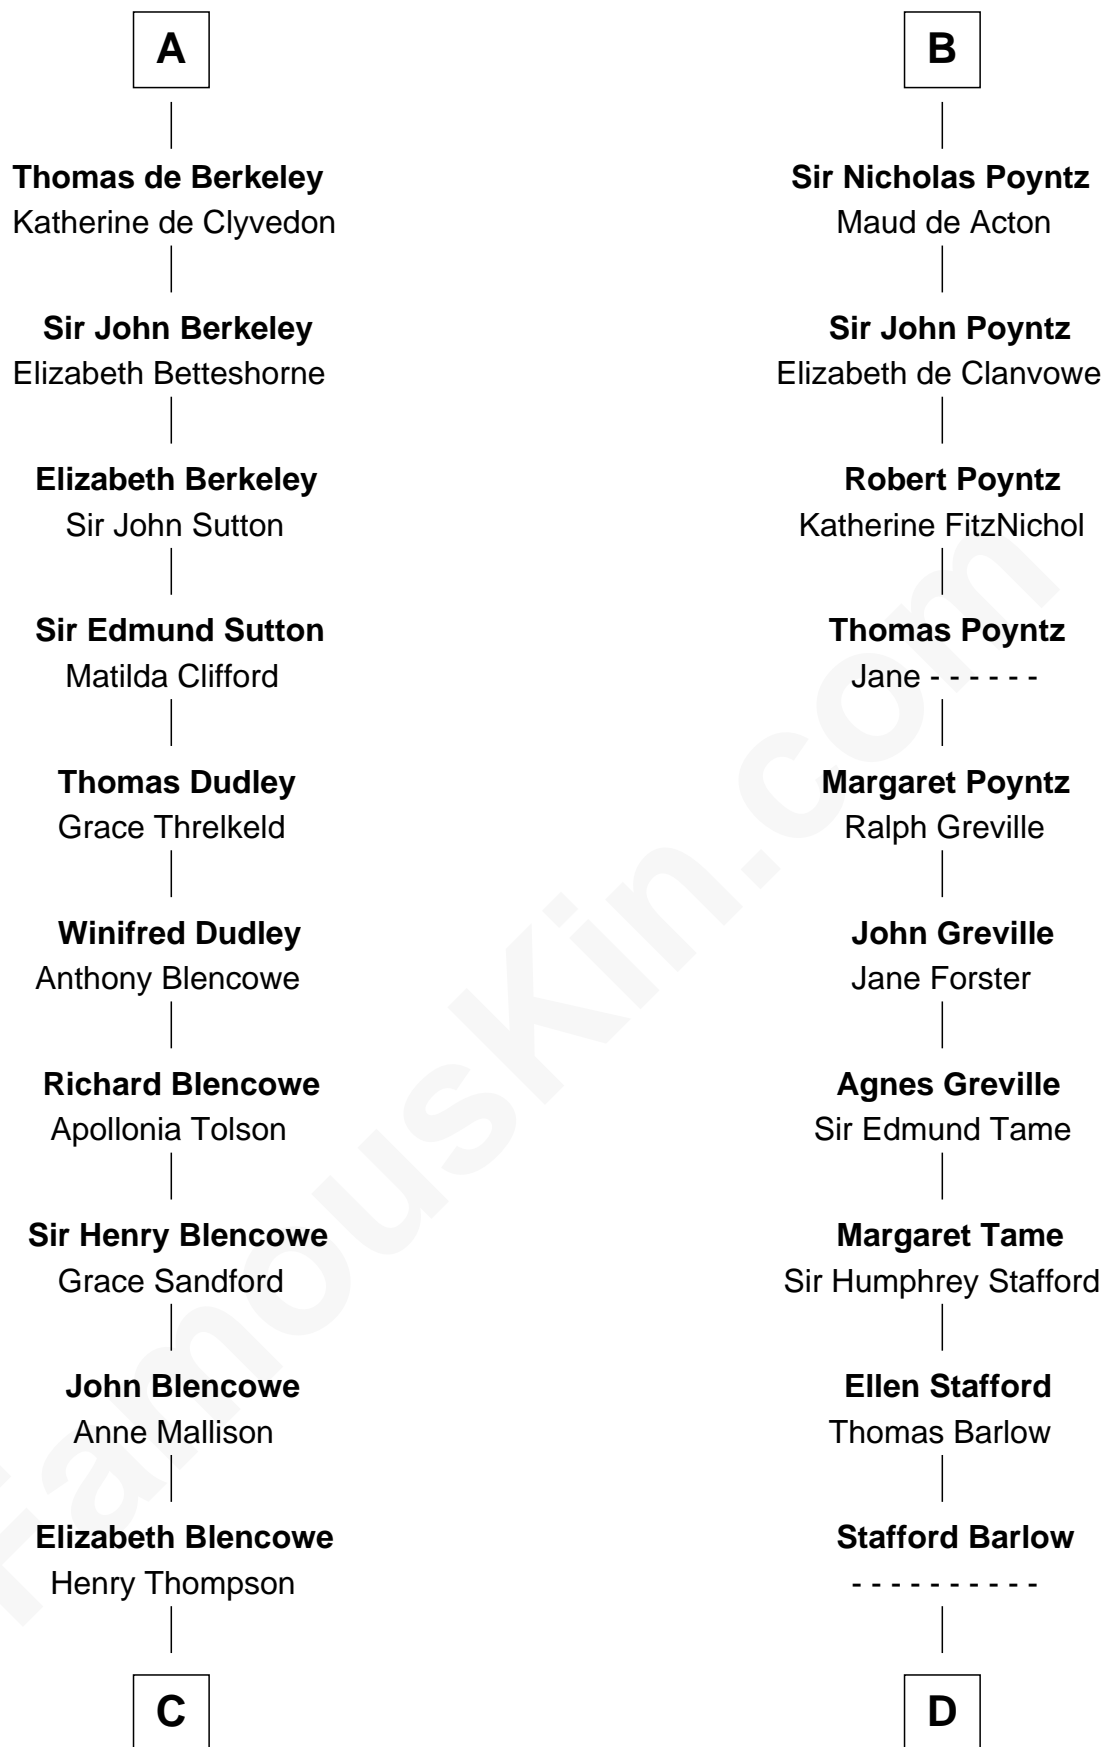 A
Thomas de Berkeley
Katherine de Clyvedon
Sir John Berkeley
Elizabeth Betteshorne
Elizabeth Berkeley
Sir John Sutton
Sir Edmund Sutton
Matilda Clifford
Thomas Dudley
Grace Threlkeld
Winifred Dudley
Anthony Blencowe
Richard Blencowe
Apollonia Tolson
Sir Henry Blencowe
Grace Sandford
John Blencowe
Anne Mallison
Elizabeth Blencowe
Henry Thompson
C
B
Sir Nicholas Poyntz
Maud de Acton
Sir John Poyntz
Elizabeth de Clanvowe
Robert Poyntz
Katherine FitzNichol
Thomas Poyntz
Jane - - - - - -
Margaret Poyntz
Ralph Greville
John Greville
Jane Forster
Agnes Greville
Sir Edmund Tame
Margaret Tame
Sir Humphrey Stafford
Ellen Stafford
Thomas Barlow
Stafford Barlow
- - - - - - - - - -
D
FamousKin.com